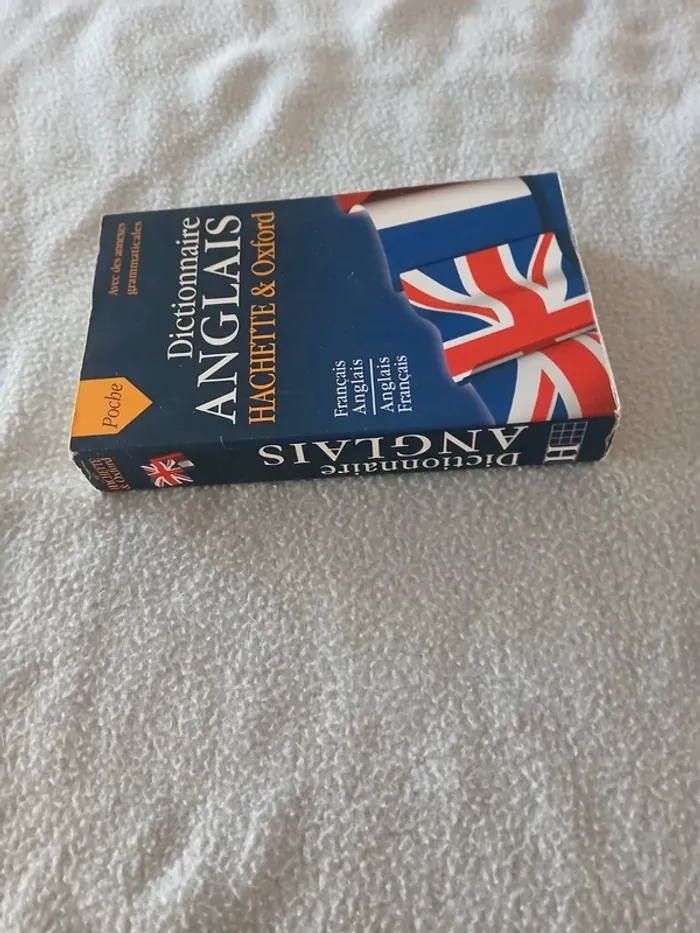 Avec des annexes
grammaticales
Dictionnaire
ANGLAIS
HACHETTE & Oxford
Poche
Français
Anglais
Anglais
Français
HACHETTE
& Oxford
Dictionnaire
ANGLAIS
H